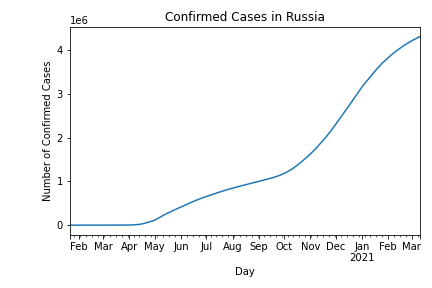 Confirmed Cases in Russia
1e6
4
3
2
1
0
Number of Confirmed Cases
Feb Mar Apr May Jun Jul Aug Sep Oct Nov Dec Jan Feb Mar
2021
Day